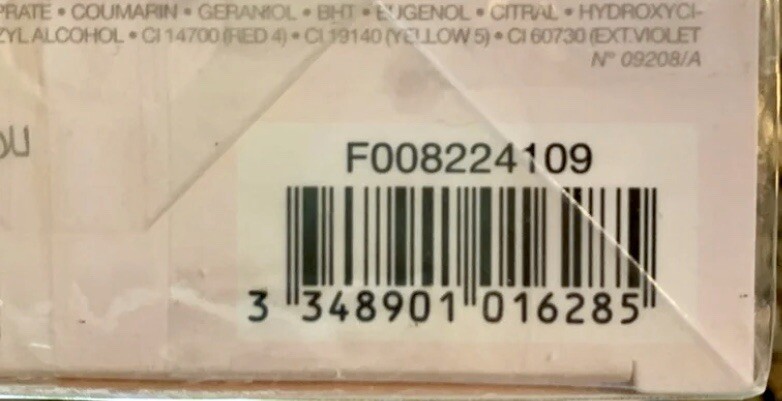 PRATE • COUMARIN • GERANIOL • BHT • EUGENOL • CITRAL • HYDROXYCI-
ZYL ALCOHOL • CI 14700 (RED 4) • CI 19140 (YELLOW 5) • CI 60730 (EXT.VIOLET
N° 09208/A
F008224109
3 348901 016285